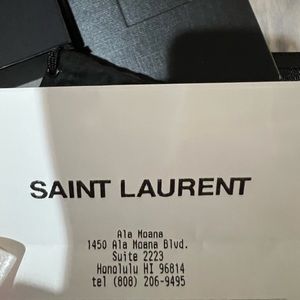 SAINT LAURENT
Ala Moana
1450 Ala Moana Blvd.
Suite 2223
Honolulu HI 96814
tel (808) 206-9495